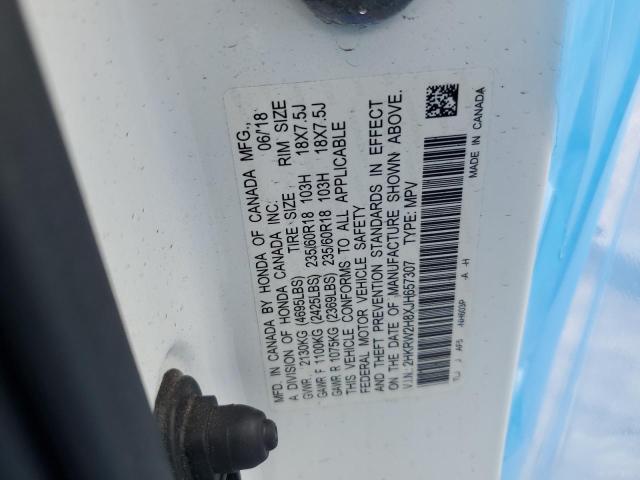 MFD. IN CANADA BY HONDA OF CANADA MFG.,
A DIVISION OF HONDA CANADA INC. 06/18
TIRE SIZE RIM SIZE
GVWR. 2130KG (4695LBS)
GAWR F 1100KG (2425LBS) 235/60R18 103H 18X7.5J
GAWR R 1075KG (2369LBS) 235/60R18 103H 18X7.5J
THIS VEHICLE CONFORMS TO ALL APPLICABLE
FEDERAL MOTOR VEHICLE SAFETY
AND THEFT PREVENTION STANDARDS IN EFFECT
ON THE DATE OF MANUFACTURE SHOWN ABOVE.
V.I.N.: 2HKRW2H8XJH657307 TYPE: MPV
-A -H
MADE IN CANADA